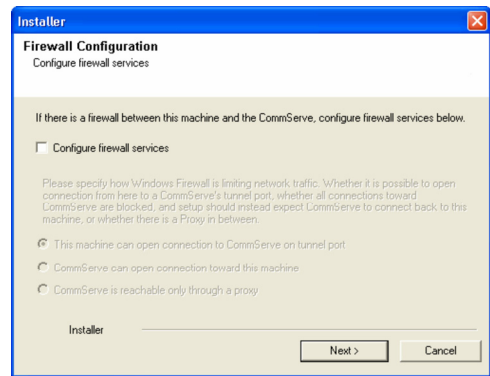 Installer
Firewall Configuration
Configure firewall services
If there is a firewall between this machine and the CommServe, configure firewall services below.
Configure firewall services
Please specify how Windows Firewall is limiting network traffic. Whether it is possible to open
connection from here to a CommServe's tunnel port, whether all connections toward
CommServe are blocked, and setup should instead expect CommServe to connect back to this
machine, or whether there is a Proxy in between.
This machine can open connection to CommServe on tunnel port
CommServe can open connection toward this machine
CommServe is reachable only through a proxy
Installer
Next >
Cancel